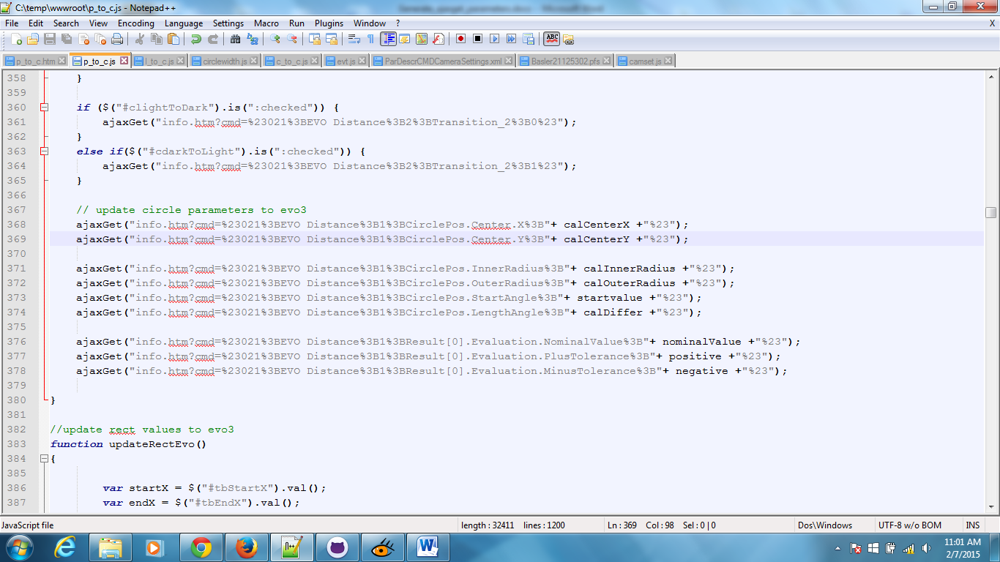 C:\temp\wwwroot\p_to_c.js - Notepad++
File Edit Search View Encoding Language Settings Macro Run Plugins Window ? X
p_to_c.htm p_to_c.js l_to_c.js circlewidth.js c_to_c.js evt.js ParDescrCMDCameraSettings.xml Basler21125302.pfs camset.js
358 }
359
360 if ($("#clightToDark").is(":checked")) {
361 ajaxGet("info.htm?cmd=%23021%3BEVO Distance%3B2%3BTransition_2%3B0%23");
362 }
363 else if($("#cdarkToLight").is(":checked")) {
364 ajaxGet("info.htm?cmd=%23021%3BEVO Distance%3B2%3BTransition_2%3B1%23");
365 }
366
367 // update circle parameters to evo3
368 ajaxGet("info.htm?cmd=%23021%3BEVO Distance%3B1%3BCirclePos.Center.X%3B"+ calCenterX +"%23");
369 ajaxGet("info.htm?cmd=%23021%3BEVO Distance%3B1%3BCirclePos.Center.Y%3B"+ calCenterY +"%23");
370
371 ajaxGet("info.htm?cmd=%23021%3BEVO Distance%3B1%3BCirclePos.InnerRadius%3B"+ calInnerRadius +"%23");
372 ajaxGet("info.htm?cmd=%23021%3BEVO Distance%3B1%3BCirclePos.OuterRadius%3B"+ calOuterRadius +"%23");
373 ajaxGet("info.htm?cmd=%23021%3BEVO Distance%3B1%3BCirclePos.StartAngle%3B"+ startvalue +"%23");
374 ajaxGet("info.htm?cmd=%23021%3BEVO Distance%3B1%3BCirclePos.LengthAngle%3B"+ calDiffer +"%23");
375
376 ajaxGet("info.htm?cmd=%23021%3BEVO Distance%3B1%3BResult[0].Evaluation.NominalValue%3B"+ nominalValue +"%23");
377 ajaxGet("info.htm?cmd=%23021%3BEVO Distance%3B1%3BResult[0].Evaluation.PlusTolerance%3B"+ positive +"%23");
378 ajaxGet("info.htm?cmd=%23021%3BEVO Distance%3B1%3BResult[0].Evaluation.MinusTolerance%3B"+ negative +"%23");
379
380 }
381
382 //update rect values to evo3
383 function updateRectEvo()
384 {
385
386 var startX = $("#tbStartX").val();
387 var endX = $("#tbEndX").val();
JavaScript file length : 32411 lines : 1200 Ln : 369 Col : 98 Sel : 0 | 0 Dos\Windows UTF-8 w/o BOM INS
11:01 AM
2/7/2015